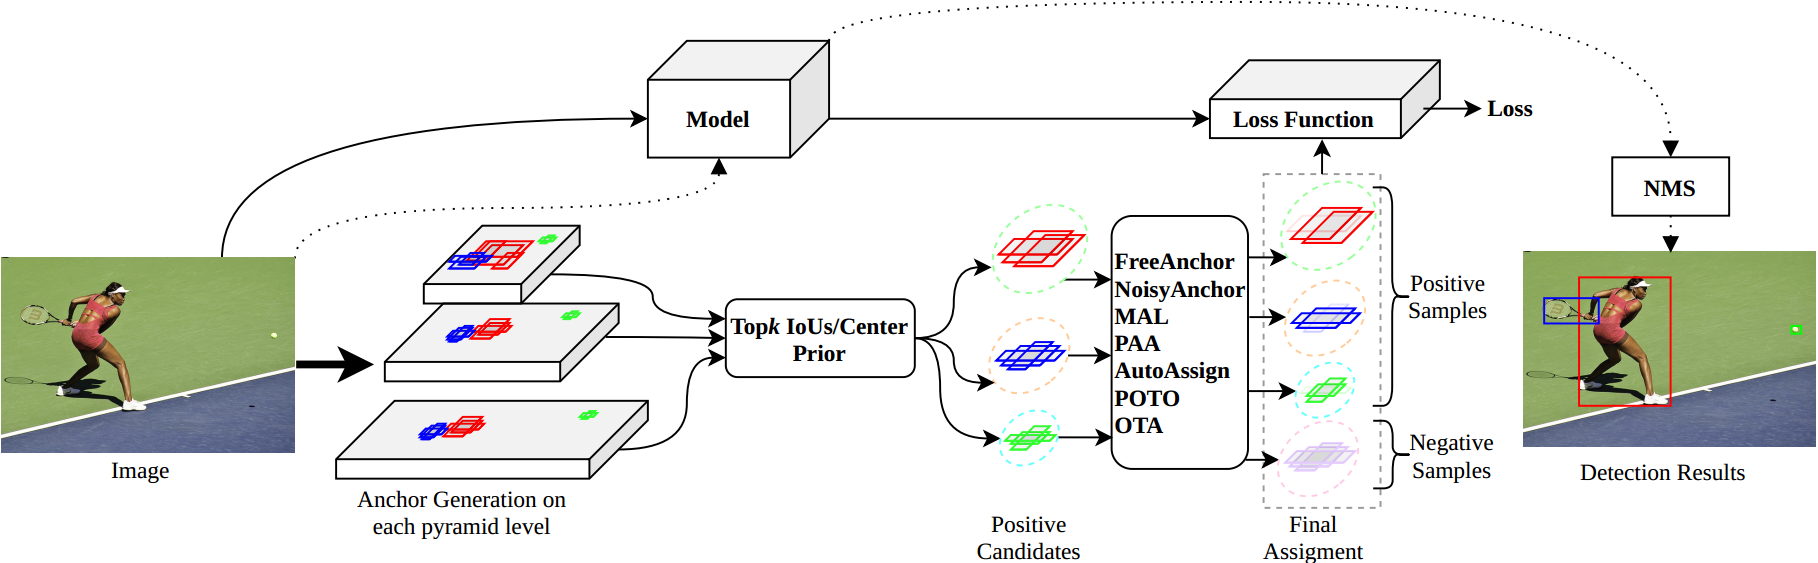 Model
Loss Function
Loss
NMS
Image
Anchor Generation on
each pyramid level
Topk IoUs/Center
Prior
Positive
Candidates
FreeAnchor
NoisyAnchor
MAL
PAA
AutoAssign
POTO
OTA
Final
Assigment
Positive
Samples
Negative
Samples
Detection Results